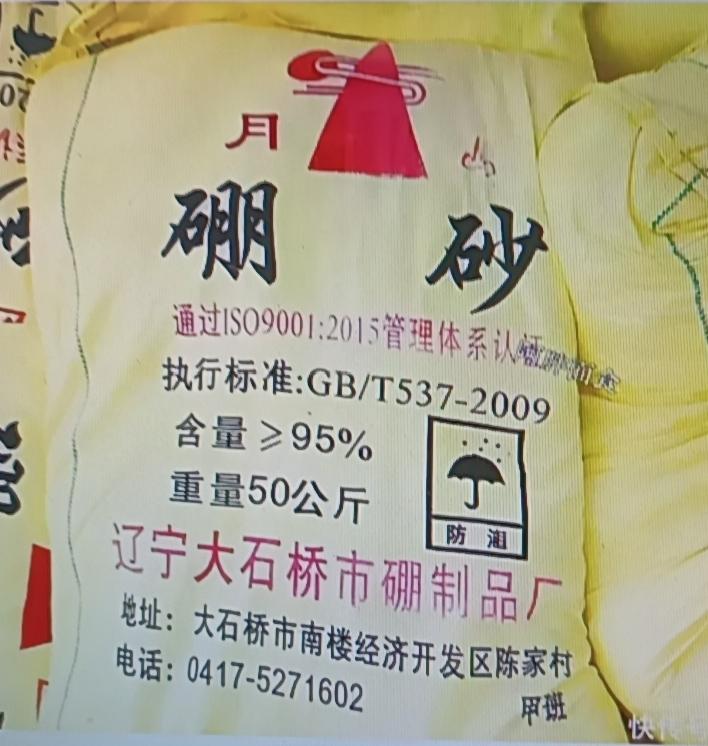 月 山
硼 砂
通过ISO9001:2015管理体系认证
执行标准:GB/T537-2009
含量≥95%
重量50公斤
防潮
辽宁大石桥市硼制品厂
地址：大石桥市南楼经济开发区陈家村
电话：0417-5271602
甲班